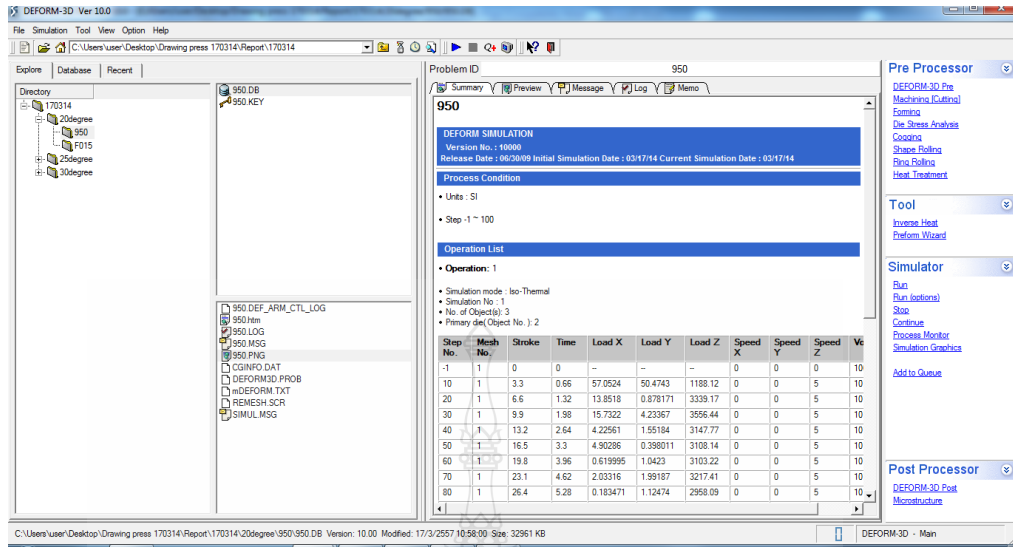 DEFORM-3D Ver 10.0
File Simulation Tool View Option Help
C:\Users\user\Desktop\Drawing press 170314\Report\170314
Explore Database Recent
Directory
170314
20degree
950
F015
25degree
30degree
950.DB
950.KEY
950.DEF_ARM_CTL_LOG
950.htm
950.LOG
950.MSG
950.PNG
CGINFO.DAT
DEFORM3D.PROB
mDEFORM.TXT
REMESH.SCR
SIMUL.MSG
Problem ID 950
Summary Preview Message Log Memo
950
DEFORM SIMULATION
Version No. : 10000
Release Date : 06/30/09 Initial Simulation Date : 03/17/14 Current Simulation Date : 03/17/14
Process Condition
• Units : SI
• Step -1 ~ 100
Operation List
• Operation: 1
• Simulation mode : Iso-Thermal
• Simulation No : 1
• No. of Object(s): 3
• Primary die( Object No. ): 2
Step No. Mesh No. Stroke Time Load X Load Y Load Z Speed X Speed Y Speed Z
-1 1 0 0 -- -- -- 0 0 0 10
10 1 3.3 0.66 57.0524 50.4743 1188.12 0 0 5 10
20 1 6.6 1.32 13.8518 0.878171 3339.17 0 0 5 10
30 1 9.9 1.98 15.7322 4.23367 3556.44 0 0 5 10
40 1 13.2 2.64 4.22561 1.55184 3147.77 0 0 5 10
50 1 16.5 3.3 4.90286 0.398011 3108.14 0 0 5 10
60 1 19.8 3.96 0.619995 1.0423 3103.22 0 0 5 10
70 1 23.1 4.62 2.03316 1.99187 3217.41 0 0 5 10
80 1 26.4 5.28 0.183471 1.12474 2958.09 0 0 5 10
Pre Processor
DEFORM-3D Pre
Machining [Cutting]
Forming
Die Stress Analysis
Cogging
Shape Rolling
Ring Rolling
Heat Treatment
Tool
Inverse Heat
Preform Wizard
Simulator
Run
Run (options)
Stop
Continue
Process Monitor
Simulation Graphics
Add to Queue
Post Processor
DEFORM-3D Post
Microstructure
C:\Users\user\Desktop\Drawing press 170314\Report\170314\20degree\950\950.DB Version: 10.00 Modified: 17/3/2557 10:58:00 Size: 32961 KB
DEFORM-3D - Main